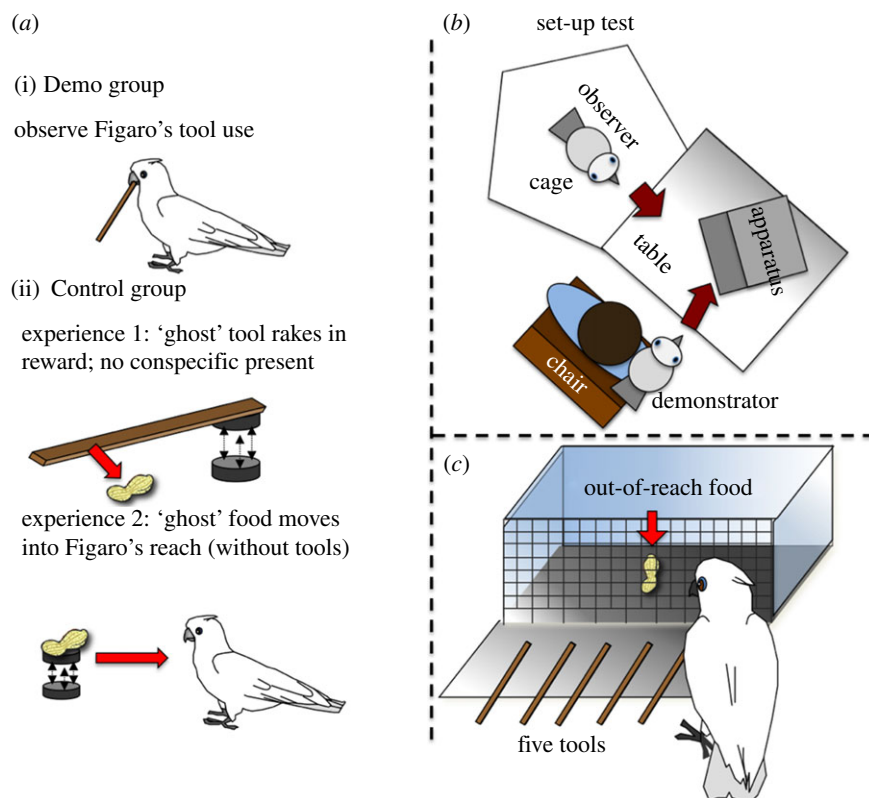 (a)
(i) Demo group
observe Figaro's tool use
(ii) Control group
experience 1: 'ghost' tool rakes in
reward; no conspecific present
experience 2: 'ghost' food moves
into Figaro's reach (without tools)
(b)
set-up test
observer
cage
table
apparatus
chair
demonstrator
(c)
out-of-reach food
five tools